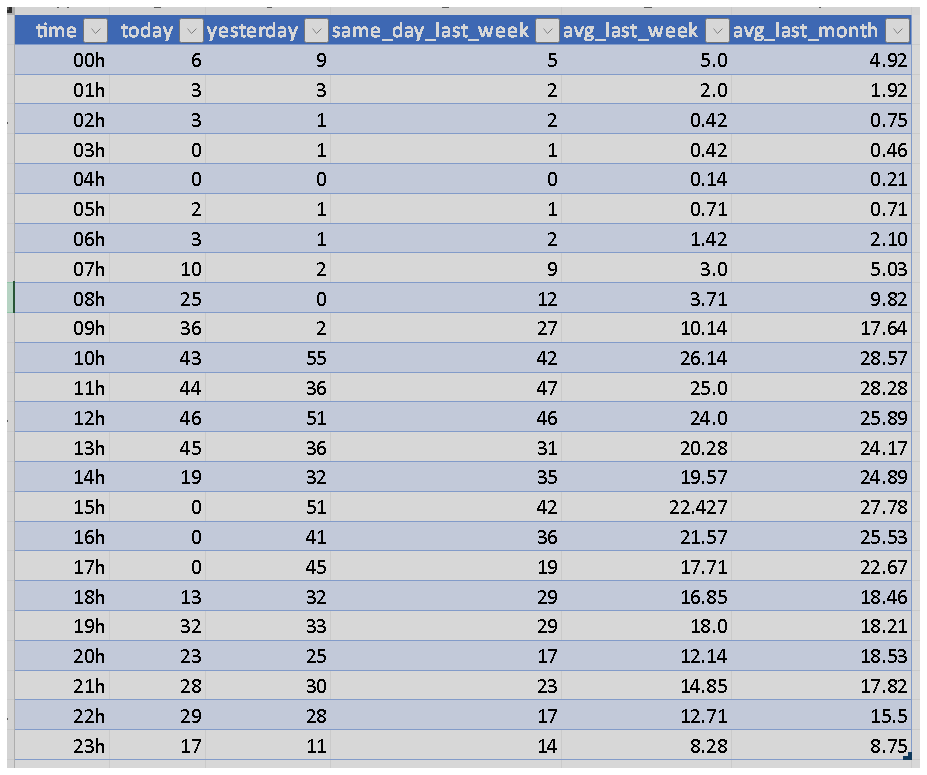 time today yesterday same_day_last_week avg_last_week avg_last_month
00h 6 9 5 5.0 4.92
01h 3 3 2 2.0 1.92
02h 3 1 2 0.42 0.75
03h 0 1 1 0.42 0.46
04h 0 0 0 0.14 0.21
05h 2 1 1 0.71 0.71
06h 3 1 2 1.42 2.10
07h 10 2 9 3.0 5.03
08h 25 0 12 3.71 9.82
09h 36 2 27 10.14 17.64
10h 43 55 42 26.14 28.57
11h 44 36 47 25.0 28.28
12h 46 51 46 24.0 25.89
13h 45 36 31 20.28 24.17
14h 19 32 35 19.57 24.89
15h 0 51 42 22.427 27.78
16h 0 41 36 21.57 25.53
17h 0 45 19 17.71 22.67
18h 13 32 29 16.85 18.46
19h 32 33 29 18.0 18.21
20h 23 25 17 12.14 18.53
21h 28 30 23 14.85 17.82
22h 29 28 17 12.71 15.5
23h 17 11 14 8.28 8.75